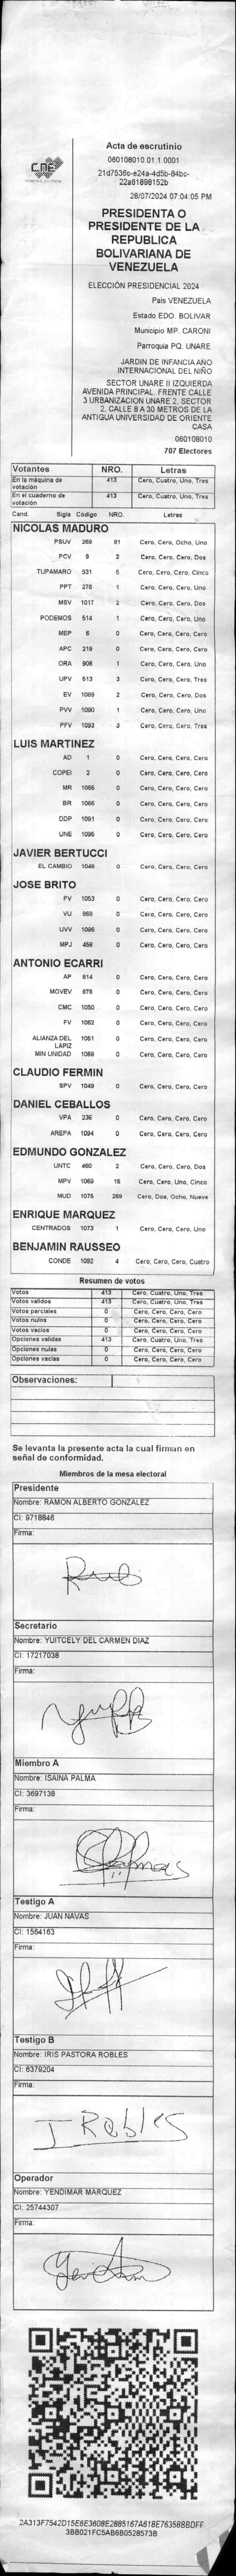 CNE
Acta de escrutinio
060108010.01.1.0001
21d7536c-e24a-4d5b-84bc-
22a61898152b
28/07/2024 07:04:05 PM
PRESIDENTA O
PRESIDENTE DE LA
REPUBLICA
BOLIVARIANA DE
VENEZUELA
ELECCIÓN PRESIDENCIAL 2024
País VENEZUELA
Estado EDO. BOLIVAR
Municipio MP. CARONI
Parroquia PQ. UNARE
JARDIN DE INFANCIA AÑO
INTERNACIONAL DEL NIÑO
SECTOR UNARE II IZQUIERDA
AVENIDA PRINCIPAL. FRENTE CALLE
3 URBANIZACION UNARE 2, SECTOR
2, CALLE 8 A 30 METROS DE LA
ANTIGUA UNIVERSIDAD DE ORIENTE
CASA
060108010
707 Electores
Votantes NRO. Letras
En la máquina de votación 413 Cero, Cuatro, Uno, Tres
En el cuaderno de votación 413 Cero, Cuatro, Uno, Tres
Cand. Sigla Codigo NRO. Letras
NICOLAS MADURO
PSUV 269 81 Cero, Cero, Ocho, Uno
PCV 9 2 Cero, Cero, Cero, Dos
TUPAMARO 931 5 Cero, Cero, Cero, Cinco
PPT 276 1 Cero, Cero, Cero, Uno
MSV 1017 2 Cero, Cero, Cero, Dos
PODEMOS 514 1 Cero, Cero, Cero, Uno
MEP 6 0 Cero, Cero, Cero, Cero
APC 219 0 Cero, Cero, Cero, Cero
ORA 906 1 Cero, Cero, Cero, Uno
UPV 513 3 Cero, Cero, Cero, Tres
EV 1089 2 Cero, Cero, Cero, Dos
PVV 1090 1 Cero, Cero, Cero, Uno
PFV 1093 3 Cero, Cero, Cero, Tres
LUIS MARTINEZ
AD 1 0 Cero, Cero, Cero, Cero
COPEI 2 0 Cero, Cero, Cero, Cero
MR 1065 0 Cero, Cero, Cero, Cero
BR 1066 0 Cero, Cero, Cero, Cero
DDP 1091 0 Cero, Cero, Cero, Cero
UNE 1095 0 Cero, Cero, Cero, Cero
JAVIER BERTUCCI
EL CAMBIO 1048 0 Cero, Cero, Cero, Cero
JOSE BRITO
PV 1053 0 Cero, Cero, Cero, Cero
VU 868 0 Cero, Cero, Cero, Cero
UVV 1096 0 Cero, Cero, Cero, Cero
MPJ 458 0 Cero, Cero, Cero, Cero
ANTONIO ECARRI
AP 814 0 Cero, Cero, Cero, Cero
MOVEV 878 0 Cero, Cero, Cero, Cero
CMC 1050 0 Cero, Cero, Cero, Cero
FV 1062 0 Cero, Cero, Cero, Cero
ALIANZA DEL LAPIZ 1051 0 Cero, Cero, Cero, Cero
MIN UNIDAD 1068 0 Cero, Cero, Cero, Cero
CLAUDIO FERMIN
SPV 1049 0 Cero, Cero, Cero, Cero
DANIEL CEBALLOS
VPA 236 0 Cero, Cero, Cero, Cero
AREPA 1094 0 Cero, Cero, Cero, Cero
EDMUNDO GONZALEZ
UNTC 460 2 Cero, Cero, Cero, Dos
MPV 1069 15 Cero, Cero, Uno, Cinco
MUD 1075 289 Cero, Dos, Ocho, Nueve
ENRIQUE MARQUEZ
CENTRADOS 1073 1 Cero, Cero, Cero, Uno
BENJAMIN RAUSSEO
CONDE 1092 4 Cero, Cero, Cero, Cuatro
Resumen de votos
Votos 413 Cero, Cuatro, Uno, Tres
Votos validos 413 Cero, Cuatro, Uno, Tres
Votos parciales 0 Cero, Cero, Cero, Cero
Votos nulos 0 Cero, Cero, Cero, Cero
Votos vacios 0 Cero, Cero, Cero, Cero
Opciones validas 413 Cero, Cuatro, Uno, Tres
Opciones nulas 0 Cero, Cero, Cero, Cero
Opciones vacias 0 Cero, Cero, Cero, Cero
Observaciones:
Se levanta la presente acta la cual firman en
señal de conformidad.
Miembros de la mesa electoral
Presidente
Nombre: RAMON ALBERTO GONZALEZ
CI: 9718846
Firma:
Secretario
Nombre: YUITCELY DEL CARMEN DIAZ
CI: 17217038
Firma:
Miembro A
Nombre: ISAINA PALMA
CI: 3697138
Firma:
Testigo A
Nombre: JUAN NAVAS
CI: 1564163
Firma:
Testigo B
Nombre: IRIS PASTORA ROBLES
CI: 6379204
Firma:
I Robles
Operador
Nombre: YENDIMAR MARQUEZ
CI: 25744307
Firma:
2A313F7542D15E6E3608E2885167A618E76358BBDFF
3BB021FC5AB6B0528573B